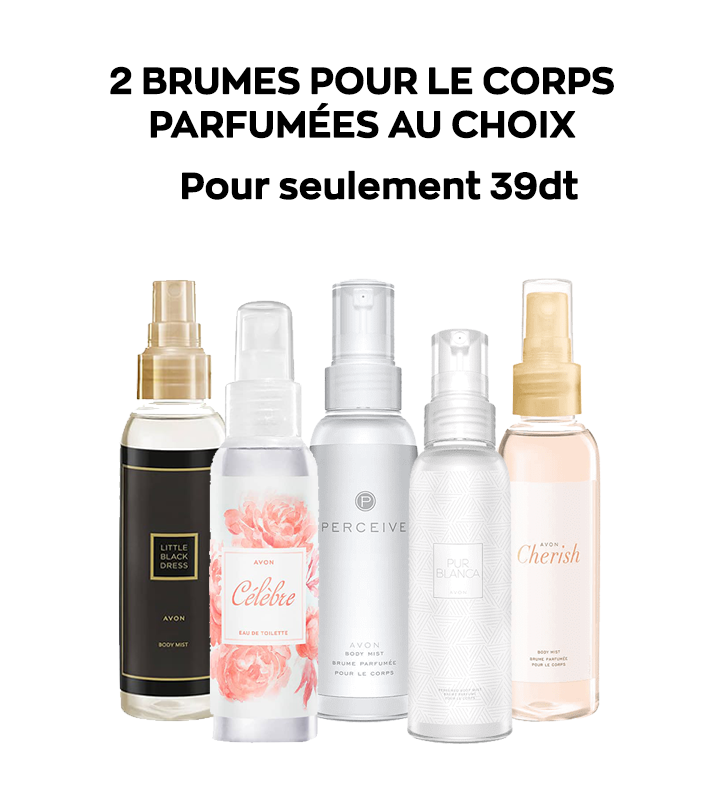 2 BRUMES POUR LE CORPS
PARFUMÉES AU CHOIX
Pour seulement 39dt
LITTLE
BLACK
DRESS
AVON
BODY MIST
AVON
Célèbre
EAU DE TOILETTE
P
PERCEIVE
AVON
BODY MIST
BRUME PARFUMÉE
POUR LE CORPS
PUR
BLANCA
AVON
AVON
Cherish
BODY MIST
BRUME PARFUMÉE
POUR LE CORPS